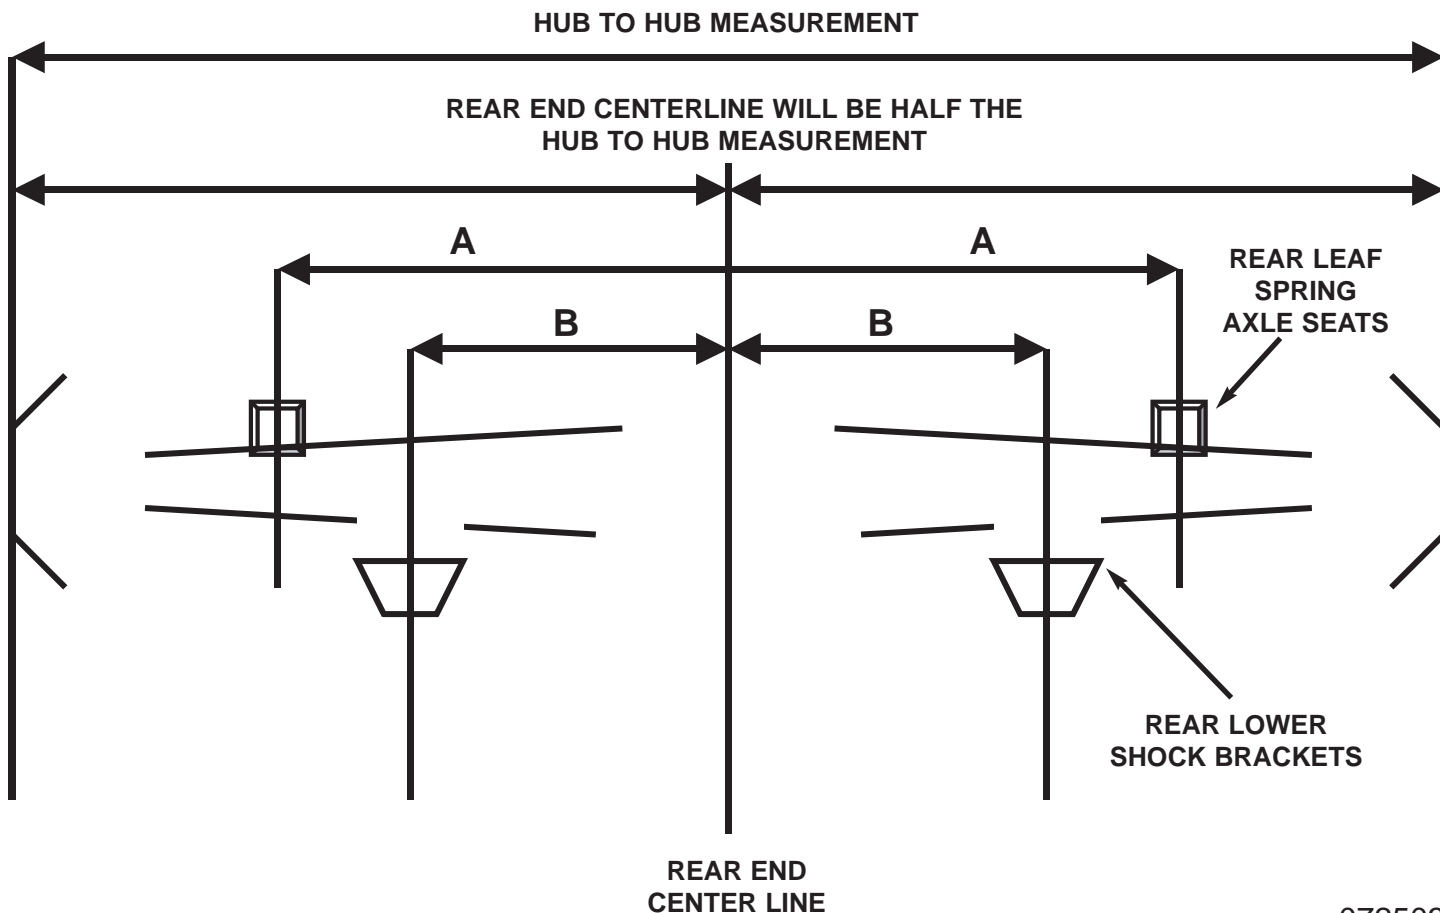 HUB TO HUB MEASUREMENT
REAR END CENTERLINE WILL BE HALF THE
HUB TO HUB MEASUREMENT
A
A
REAR LEAF
SPRING
AXLE SEATS
B
B
REAR LOWER
SHOCK BRACKETS
REAR END
CENTER LINE